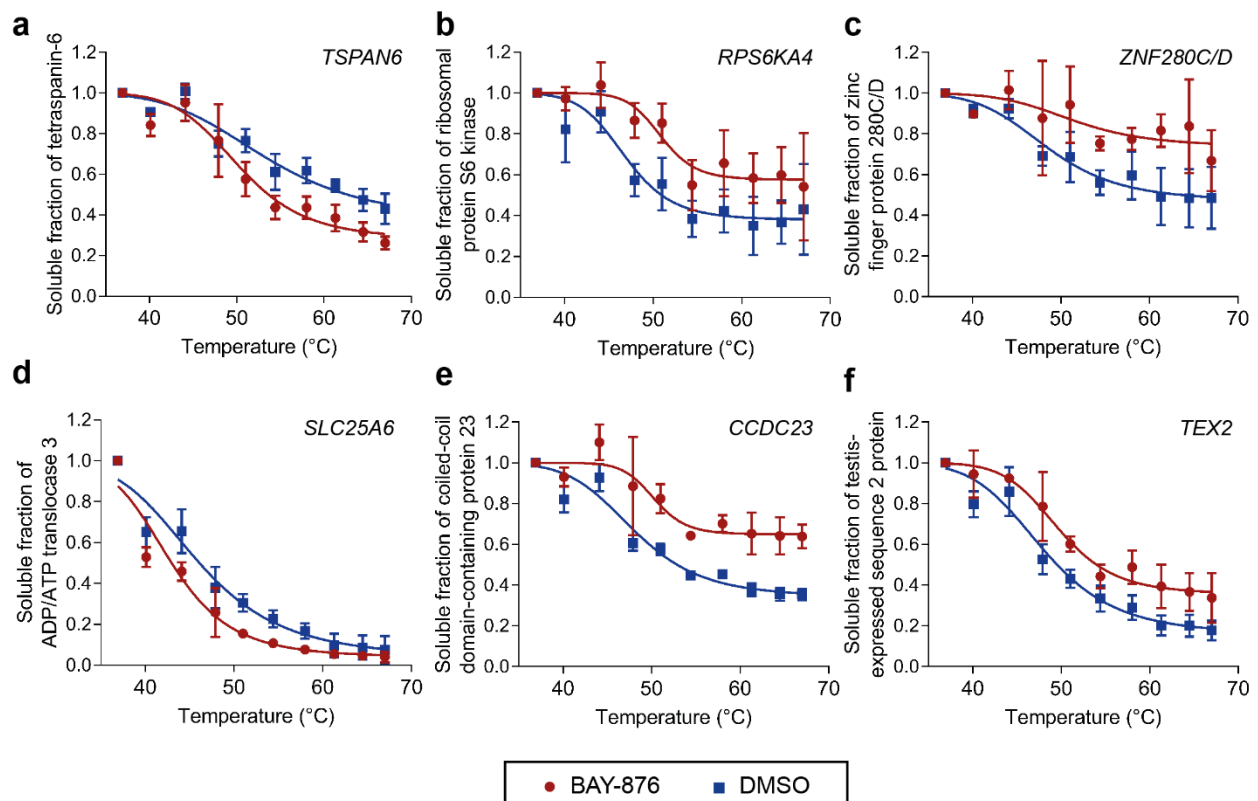 a
Soluble fraction of tetraspanin-6
TSPAN6
1.2
1.0
0.8
0.6
0.4
0.2
0.0
40 50 60 70
Temperature (°C)
b
Soluble fraction of ribosomal
protein S6 kinase
RPS6KA4
1.2
1.0
0.8
0.6
0.4
0.2
0.0
40 50 60 70
Temperature (°C)
c
Soluble fraction of zinc
finger protein 280C/D
ZNF280C/D
1.2
1.0
0.8
0.6
0.4
0.2
0.0
40 50 60 70
Temperature (°C)
d
Soluble fraction of
ADP/ATP translocase 3
SLC25A6
1.2
1.0
0.8
0.6
0.4
0.2
0.0
40 50 60 70
Temperature (°C)
e
Soluble fraction of coiled-coil
domain-containing protein 23
CCDC23
1.2
1.0
0.8
0.6
0.4
0.2
0.0
40 50 60 70
Temperature (°C)
f
Soluble fraction of testis-
expressed sequence 2 protein
TEX2
1.2
1.0
0.8
0.6
0.4
0.2
0.0
40 50 60 70
Temperature (°C)
BAY-876 DMSO